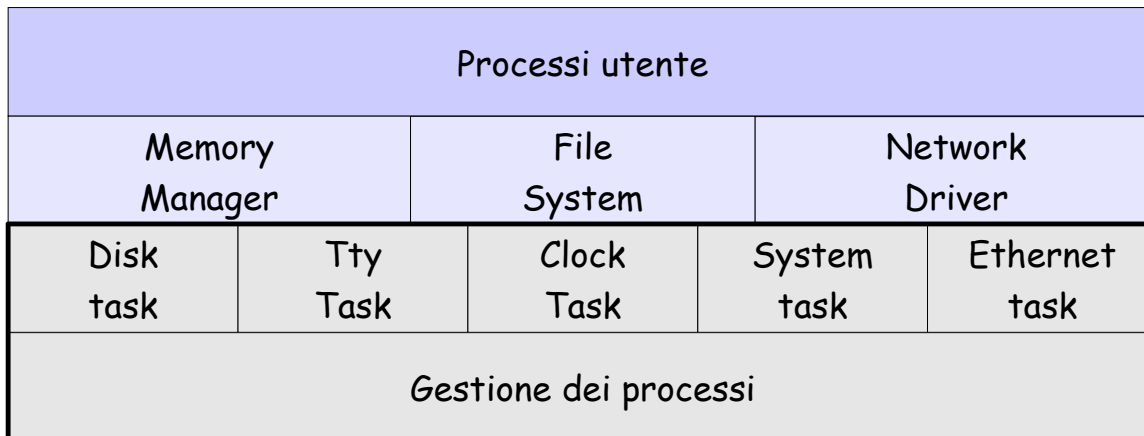 Processi utente
Memory
Manager
File
System
Network
Driver
Disk
task
Tty
Task
Clock
Task
System
task
Ethernet
task
Gestione dei processi